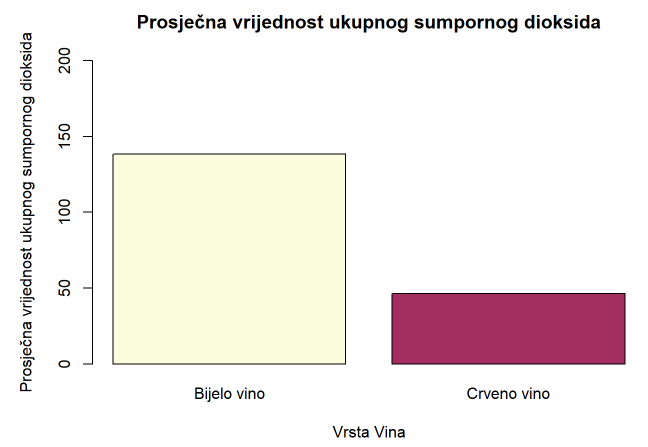 Prosječna vrijednost ukupnog sumpornog dioksida
Prosječna vrijednost ukupnog sumpornog dioksida
200
150
100
50
0
Bijelo vino
Crveno vino
Vrsta Vina